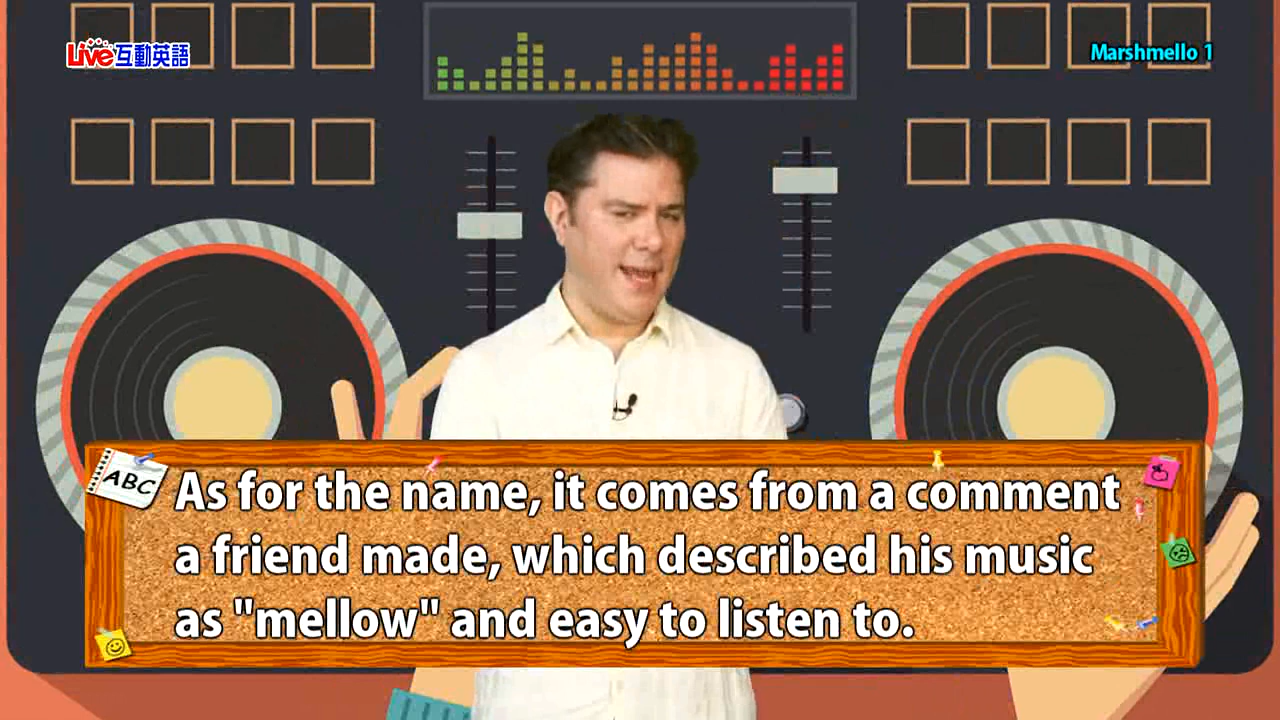 Live互動英語
Marshmello 1
ABC
As for the name, it comes from a comment
a friend made, which described his music
as "mellow" and easy to listen to.